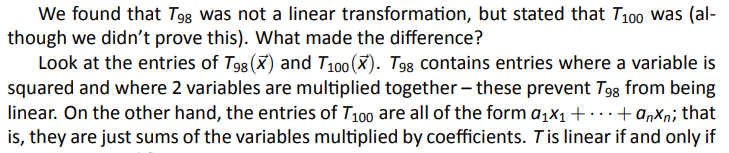 We found that T₉₈ was not a linear transformation, but stated that T₁₀₀ was (al-
though we didn't prove this). What made the difference?
Look at the entries of T₉₈(x⃗) and T₁₀₀(x⃗). T₉₈ contains entries where a variable is
squared and where 2 variables are multiplied together – these prevent T₉₈ from being
linear. On the other hand, the entries of T₁₀₀ are all of the form a₁x₁ + · · · + aₙxₙ; that
is, they are just sums of the variables multiplied by coefficients. T is linear if and only if